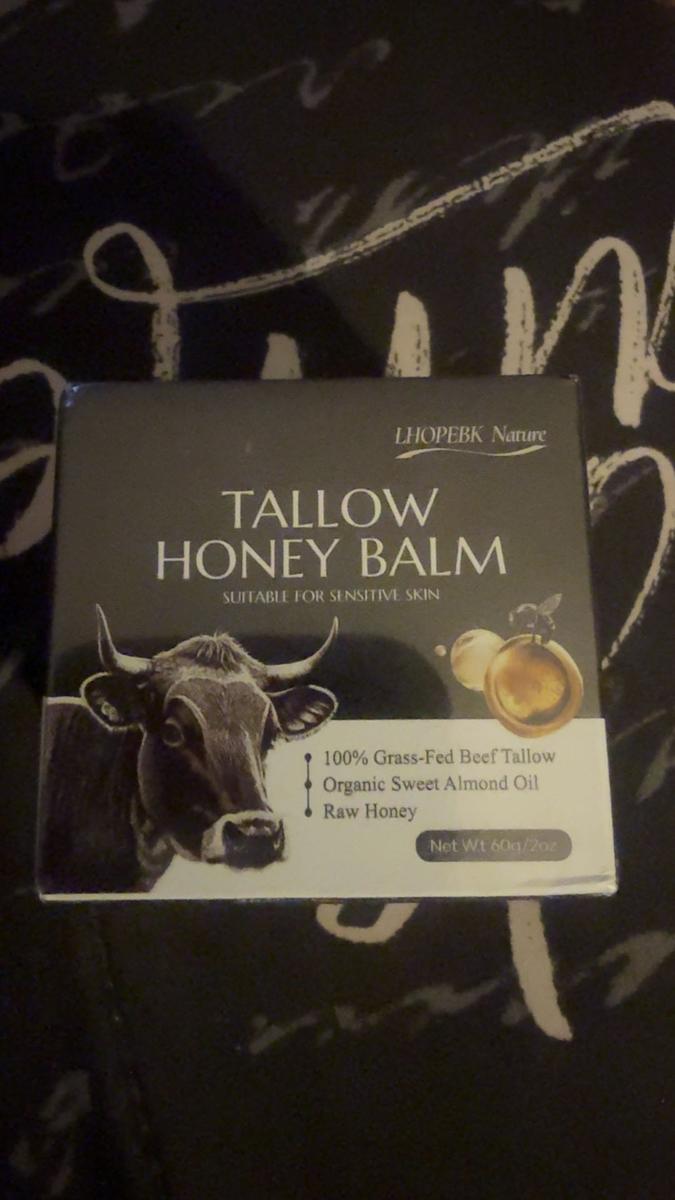 LHOPEBK Nature
TALLOW
HONEY BALM
SUITABLE FOR SENSITIVE SKIN
100% Grass-Fed Beef Tallow
Organic Sweet Almond Oil
Raw Honey
Net W.t 60g/2oz